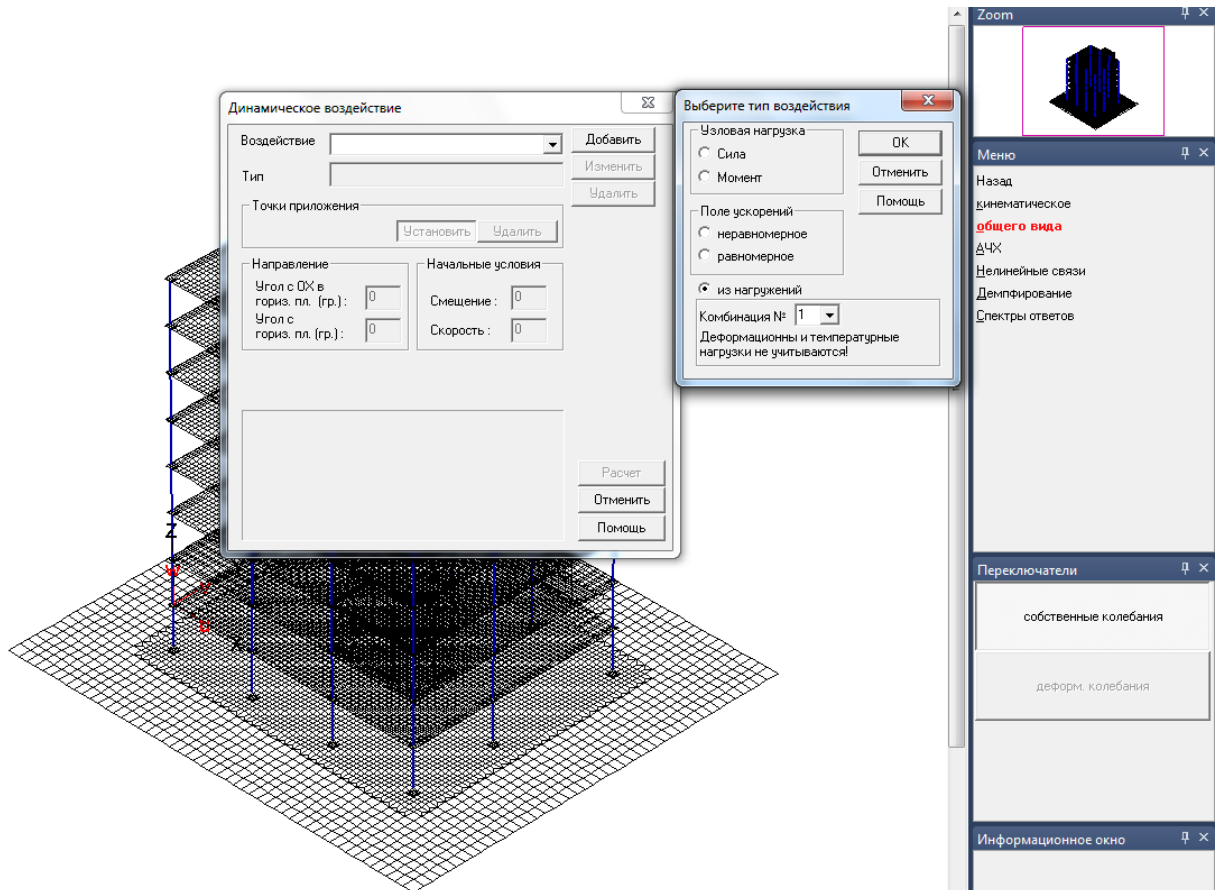 Zoom
Динамическое воздействие
Воздействие
Добавить
Тип
Изменить
Удалить
Точки приложения
Установить
Удалить
Направление
Угол с OX в
гориз. пл. (гр.) :
0
Угол с
гориз. пл. (гр.) :
0
Начальные условия
Смещение :
0
Скорость :
0
Расчет
Отменить
Помощь
Выберите тип воздействия
Узловая нагрузка
Сила
Момент
OK
Отменить
Помощь
Поле ускорений
неравномерное
равномерное
из нагружений
Комбинация №
1
Деформационны и температурные
нагрузки не учитываются!
Меню
Назад
кинематическое
общего вида
АЧХ
Нелинейные связи
Демпфирование
Спектры ответов
Переключатели
собственные колебания
деформ. колебания
Информационное окно
Z
W
V
U
X